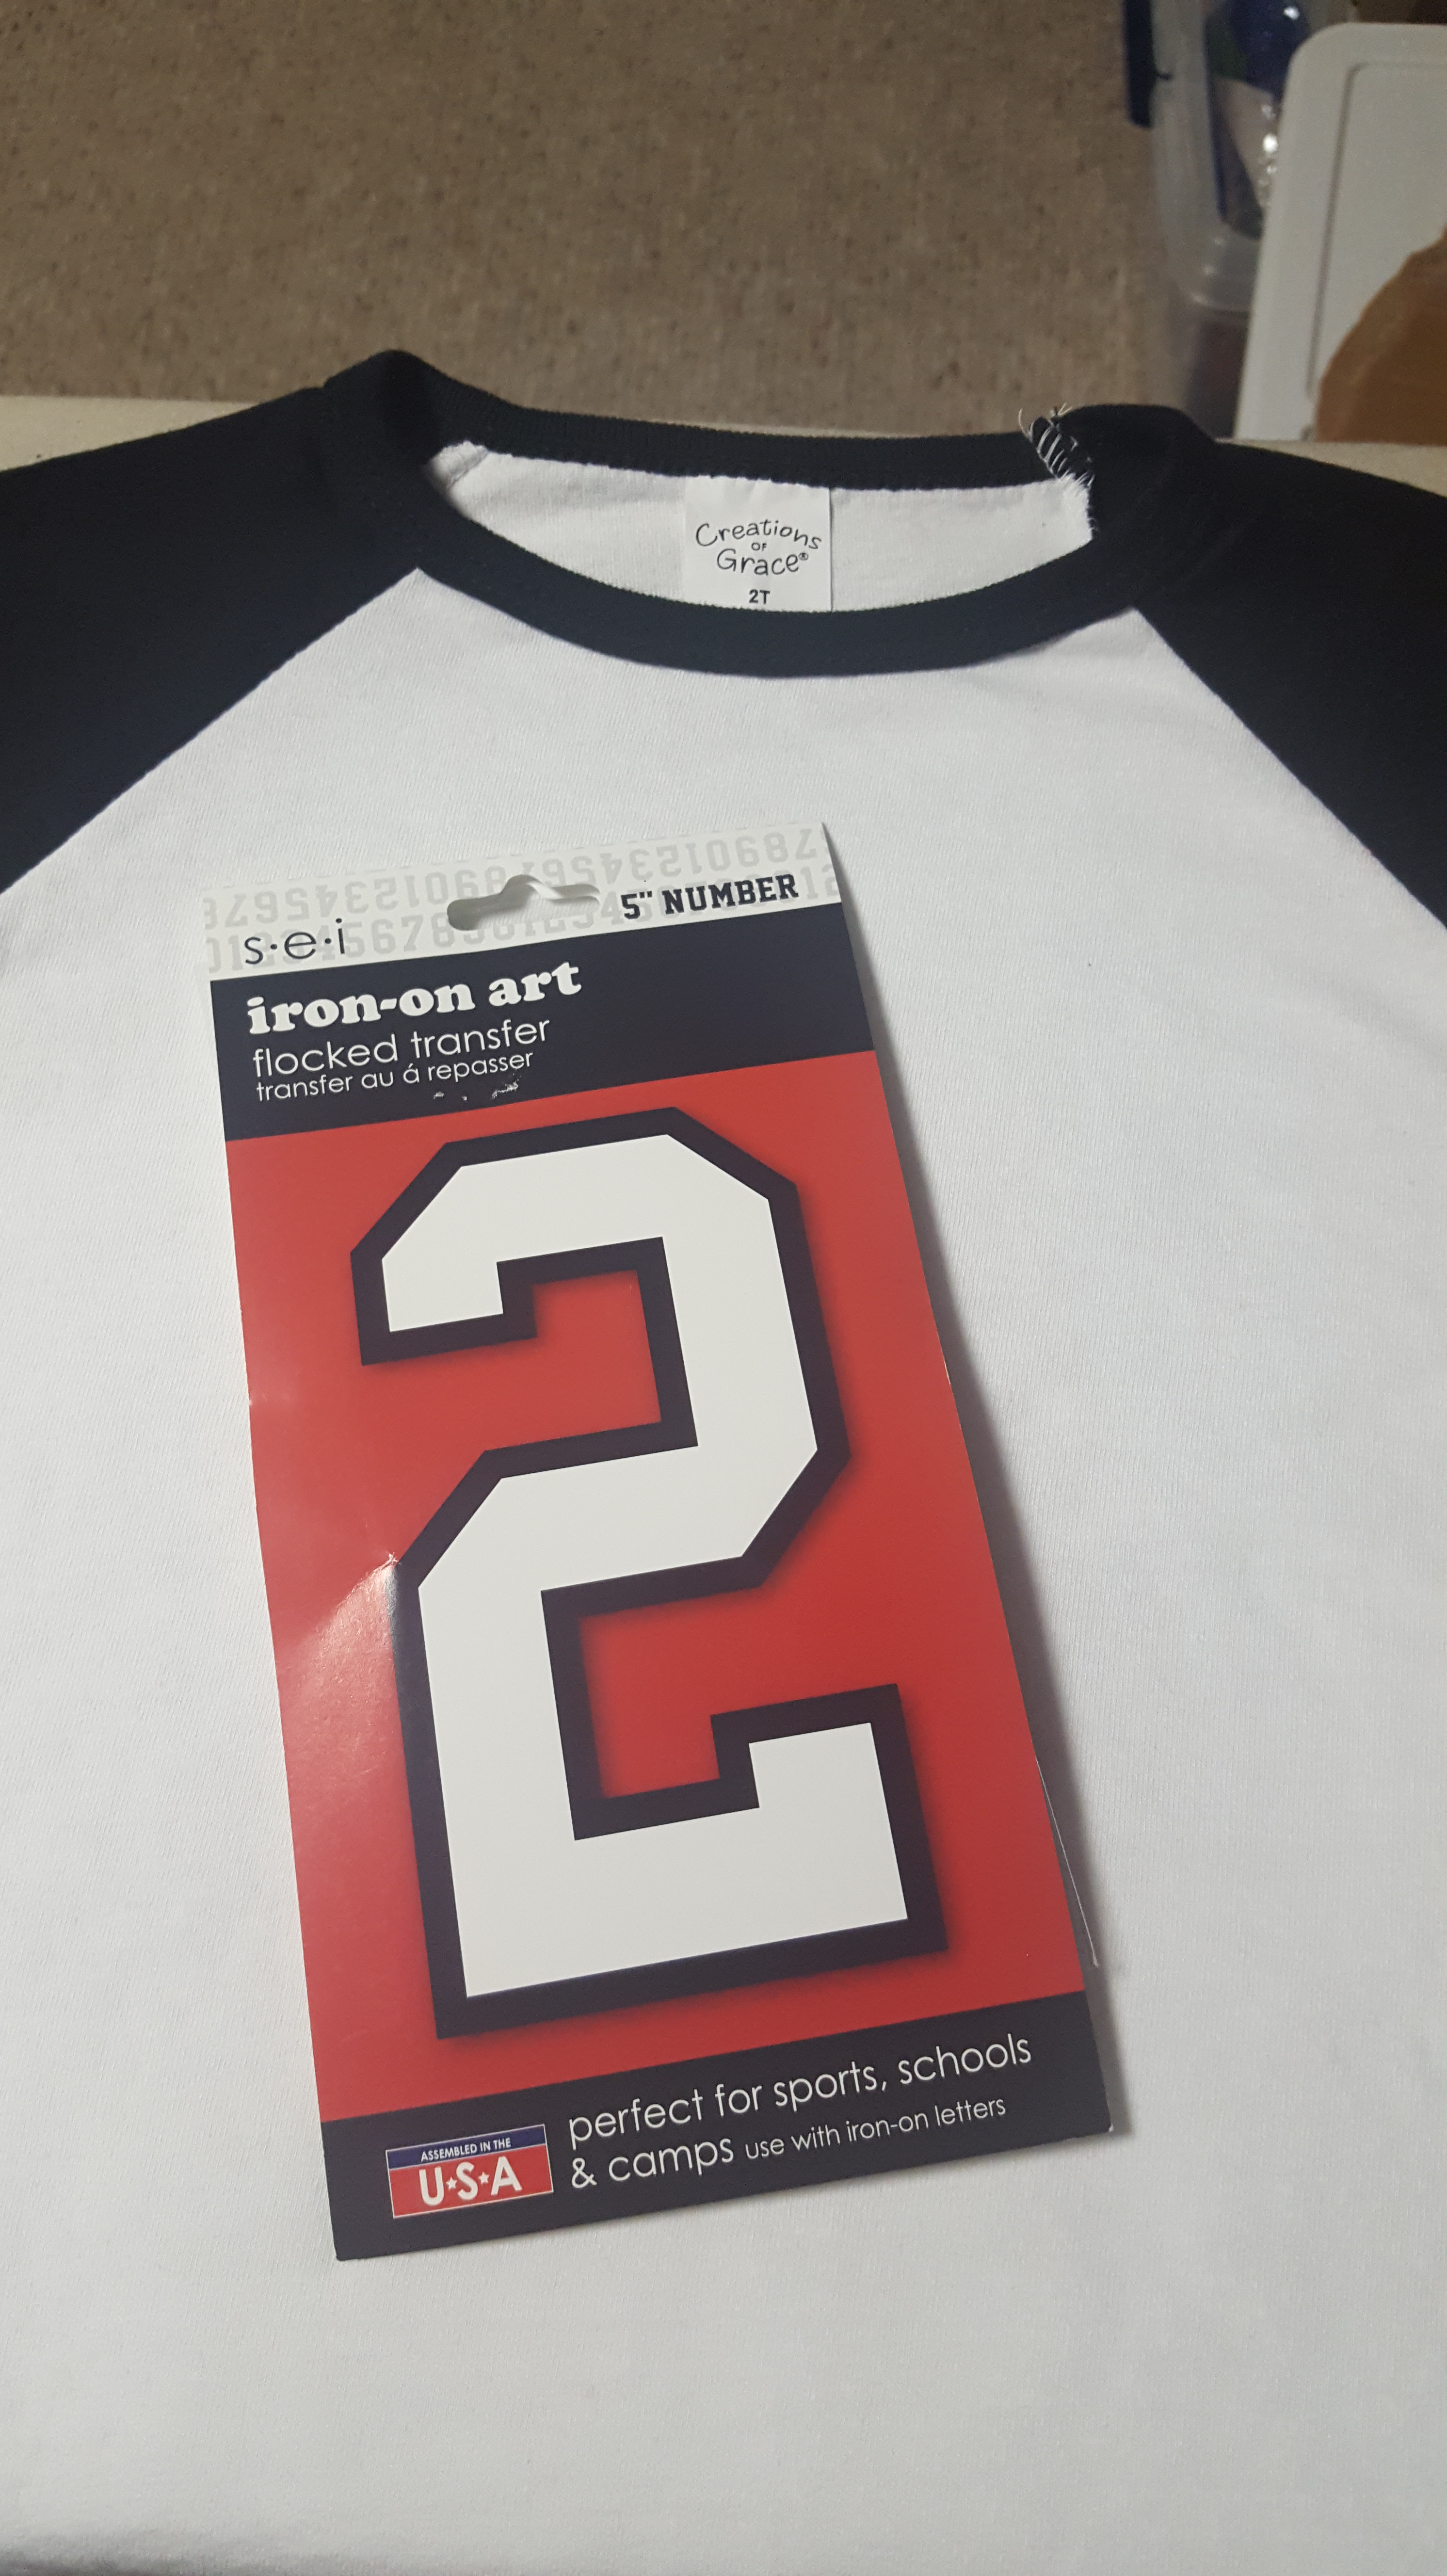 Creations
OF
Grace®
2T
s·e·i
5" NUMBER
iron-on art
flocked transfer
transfer au á repasser
2
ASSEMBLED IN THE
U★S★A
perfect for sports, schools
& camps use with iron-on letters